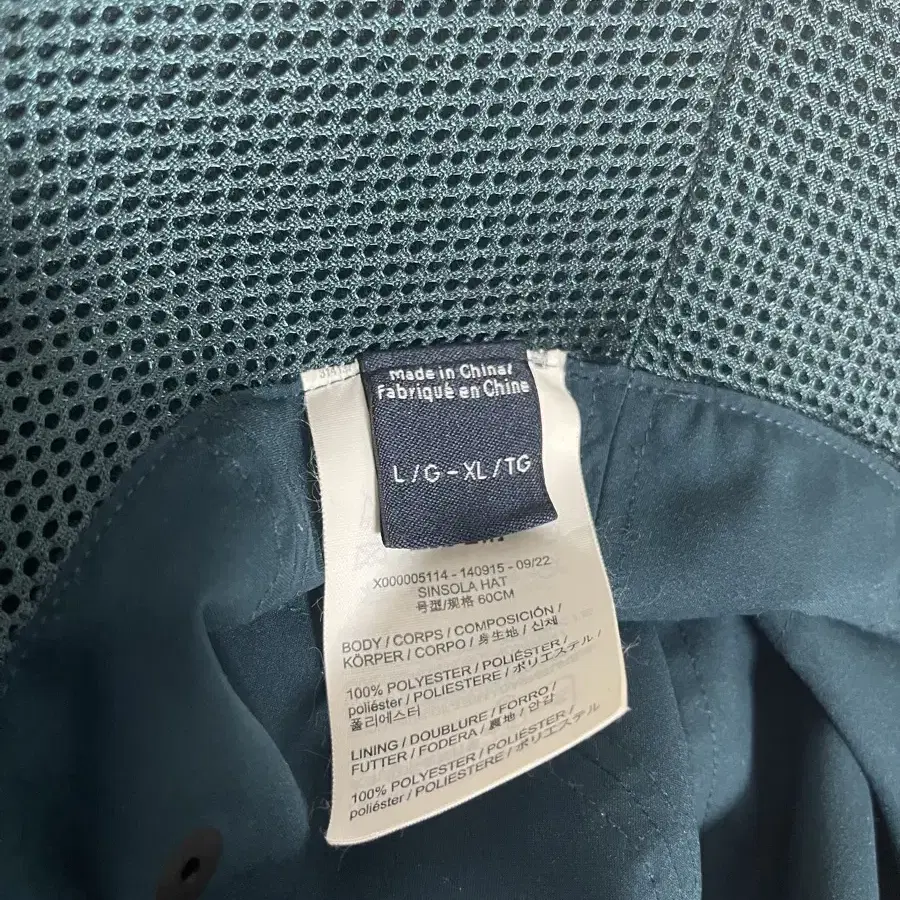 Made in China/
Fabriqué en Chine
L/G-XL/TG
X000005114 - 140915 - 09/22
SINSOLA HAT
号型/规格 60CM
BODY / CORPS / COMPOSICIÓN /
KÖRPER / CORPO / 身生地 / 신제
100% POLYESTER / POLIÉSTER /
poliéster / POLIESTERE / ポリエステル /
폴리에스터
LINING / DOUBLURE / FORRO /
FUTTER / FODERA / 裏地 / 안감
100% POLYESTER / POLIÉSTER /
poliéster / POLIESTERE / ポリエステル